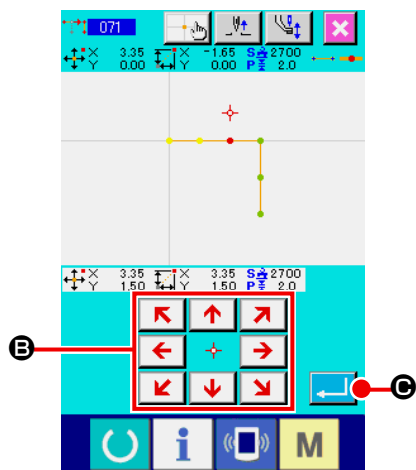 071
X 3.35 X -1.65 S 2700
Y 0.00 Y 0.00 P 2.0
X 3.35 X 3.35 S 2700
Y 1.50 Y 1.50 P 2.0
B
C
i M